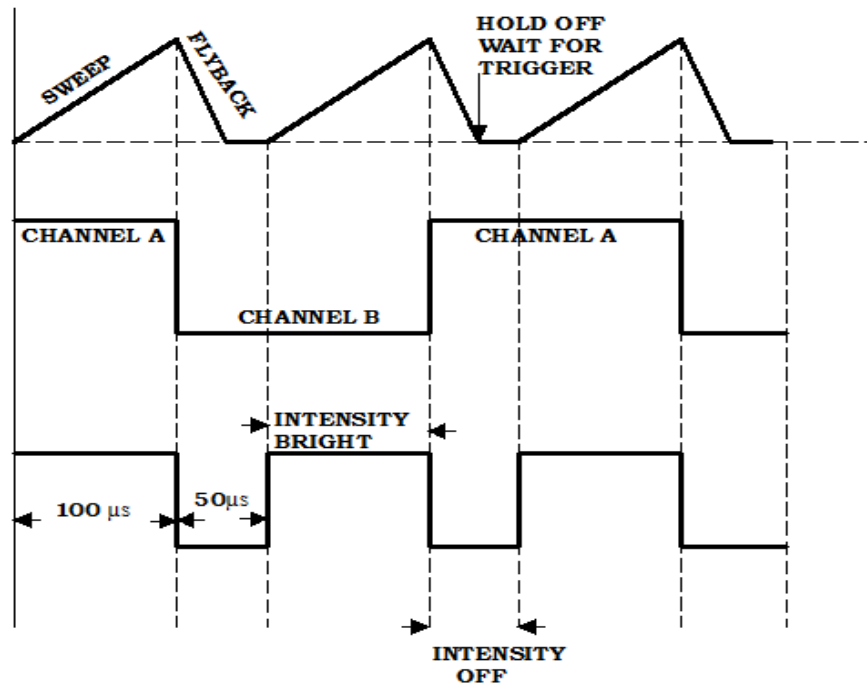 SWEEP
FLYBACK
HOLD OFF
WAIT FOR
TRIGGER
CHANNEL A
CHANNEL A
CHANNEL B
INTENSITY
BRIGHT
100 μs
50μs
INTENSITY
OFF